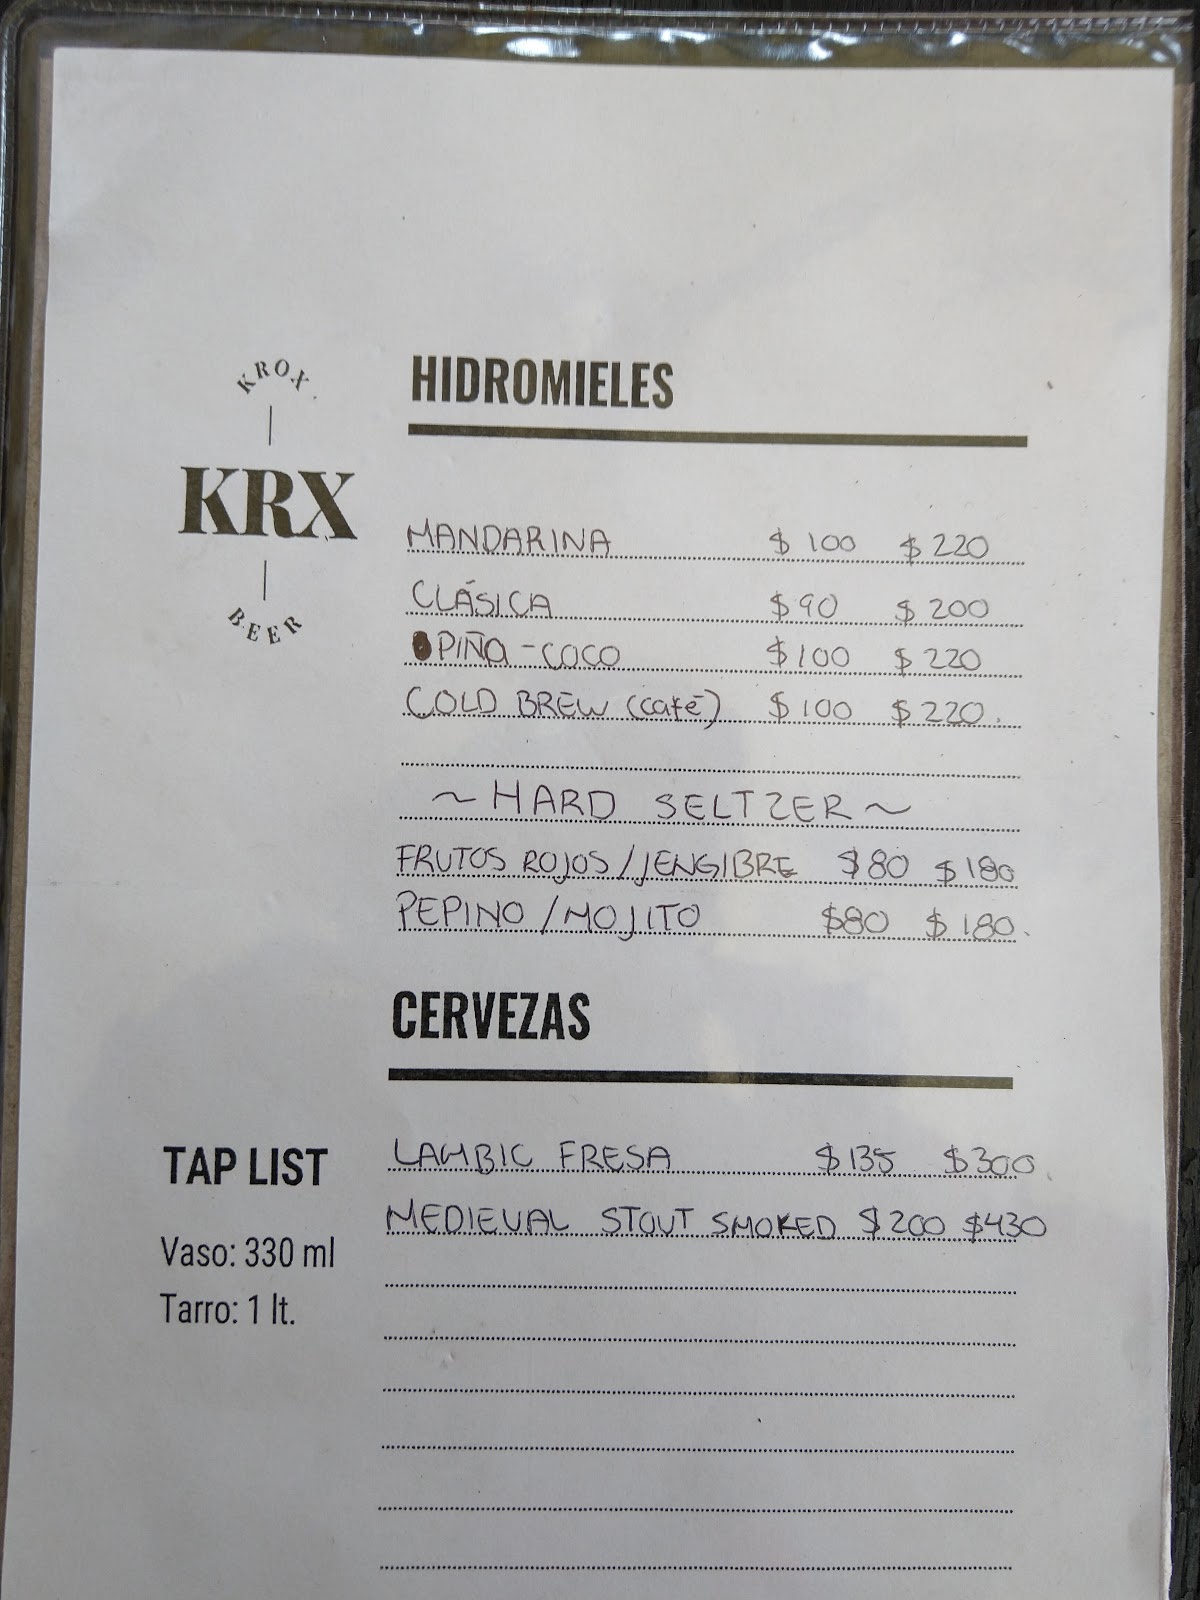 KROX
KRX
BEER
HIDROMIELES
MANDARINA $100 $220
CLÁSICA $90 $200
PIÑA-COCO $100 $220
COLD BREW (café) $100 $220.
~HARD SELTZER~
FRUTOS ROJOS/JENGIBRE $80 $180
PEPINO/MOJITO $80 $180.
CERVEZAS
TAP LIST
Vaso: 330 ml
Tarro: 1 lt.
LAMBIC FRESA $135 $300
MEDIEVAL STOUT SMOKED $200 $430